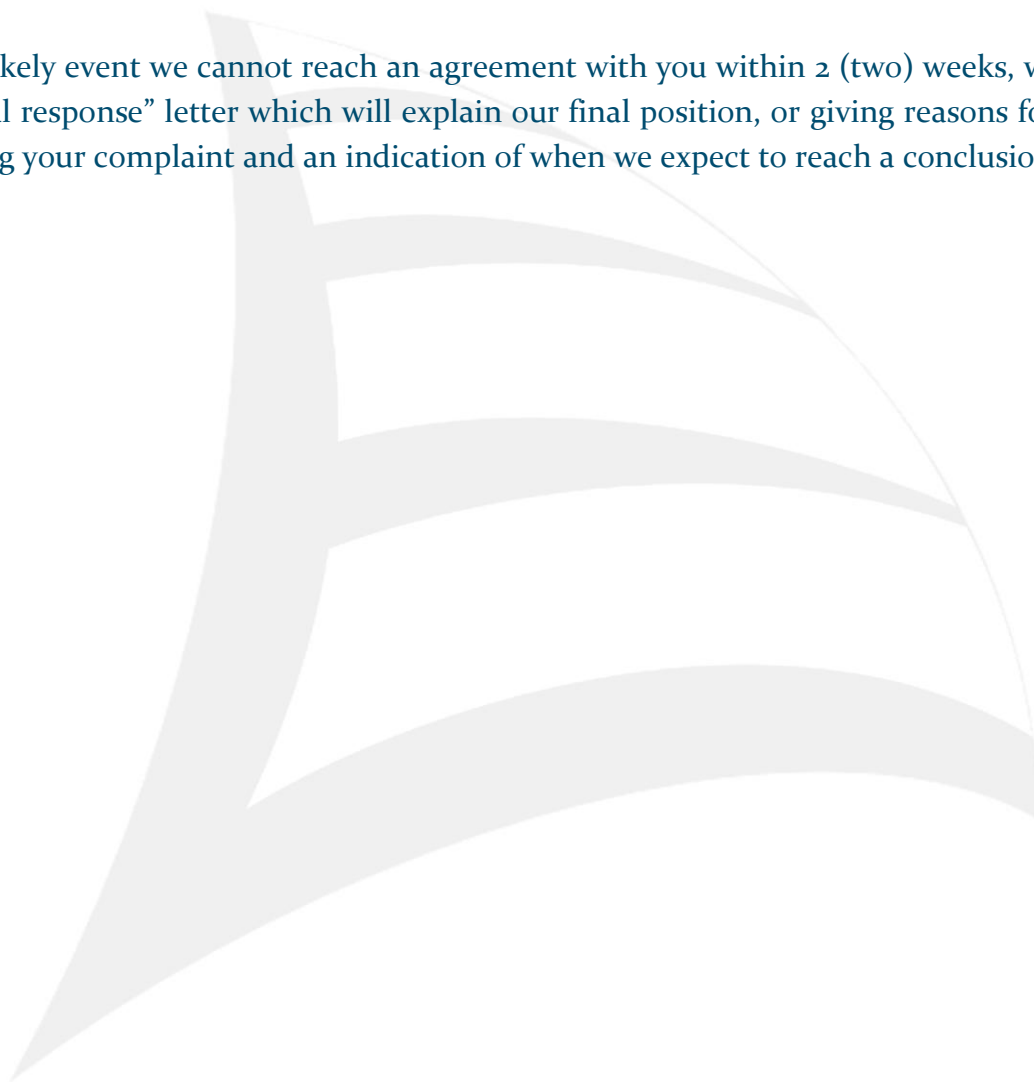 kely event we cannot reach an agreement with you within 2 (two) weeks, w
l response” letter which will explain our final position, or giving reasons fo
g your complaint and an indication of when we expect to reach a conclusio